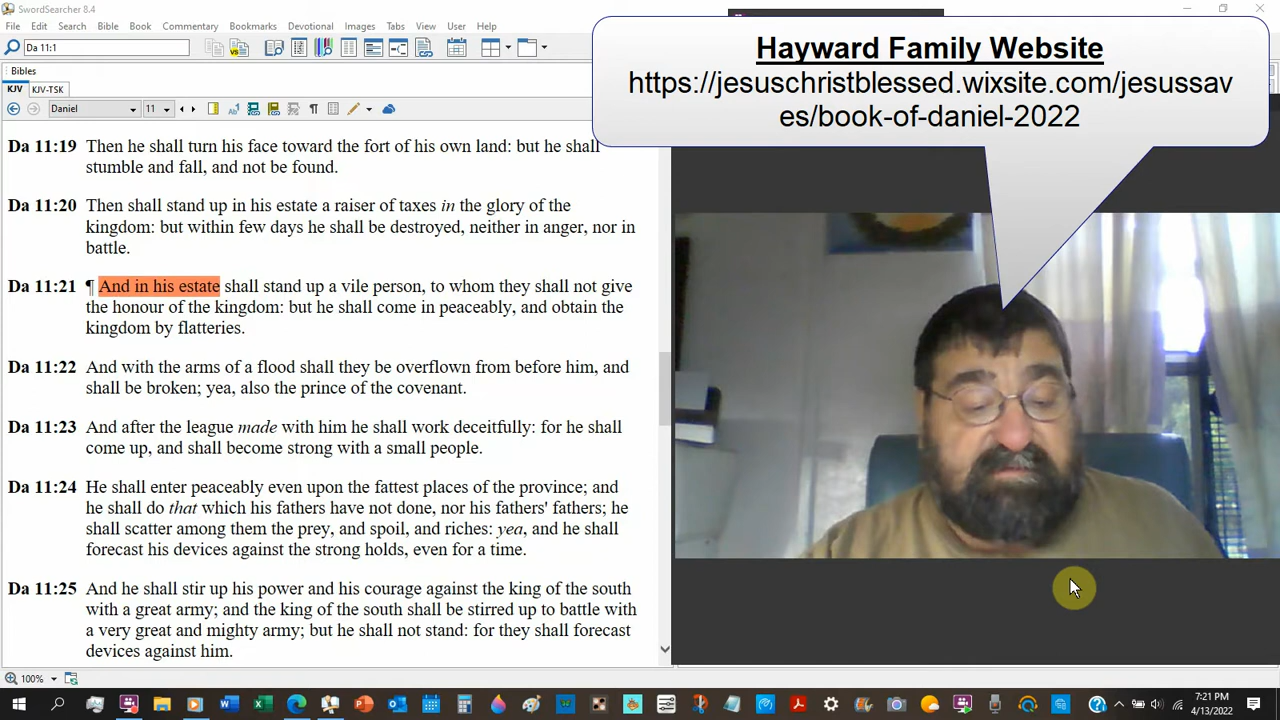 SwordSearcher 8.4
File Edit Search Bible Book Commentary Bookmarks Devotional Images Tabs View User Help
Da 11:1
Bibles
KJV KJV-TSK
Daniel 11
Da 11:19 Then he shall turn his face toward the fort of his own land: but he shall
stumble and fall, and not be found.
Da 11:20 Then shall stand up in his estate a raiser of taxes in the glory of the
kingdom: but within few days he shall be destroyed, neither in anger, nor in
battle.
Da 11:21 ¶ And in his estate shall stand up a vile person, to whom they shall not give
the honour of the kingdom: but he shall come in peaceably, and obtain the
kingdom by flatteries.
Da 11:22 And with the arms of a flood shall they be overflown from before him, and
shall be broken; yea, also the prince of the covenant.
Da 11:23 And after the league made with him he shall work deceitfully: for he shall
come up, and shall become strong with a small people.
Da 11:24 He shall enter peaceably even upon the fattest places of the province; and
he shall do that which his fathers have not done, nor his fathers' fathers; he
shall scatter among them the prey, and spoil, and riches: yea, and he shall
forecast his devices against the strong holds, even for a time.
Da 11:25 And he shall stir up his power and his courage against the king of the south
with a great army; and the king of the south shall be stirred up to battle with
a very great and mighty army; but he shall not stand: for they shall forecast
devices against him.
100%
Hayward Family Website
https://jesuschristblessed.wixsite.com/jesussav
es/book-of-daniel-2022
7:21 PM
4/13/2022